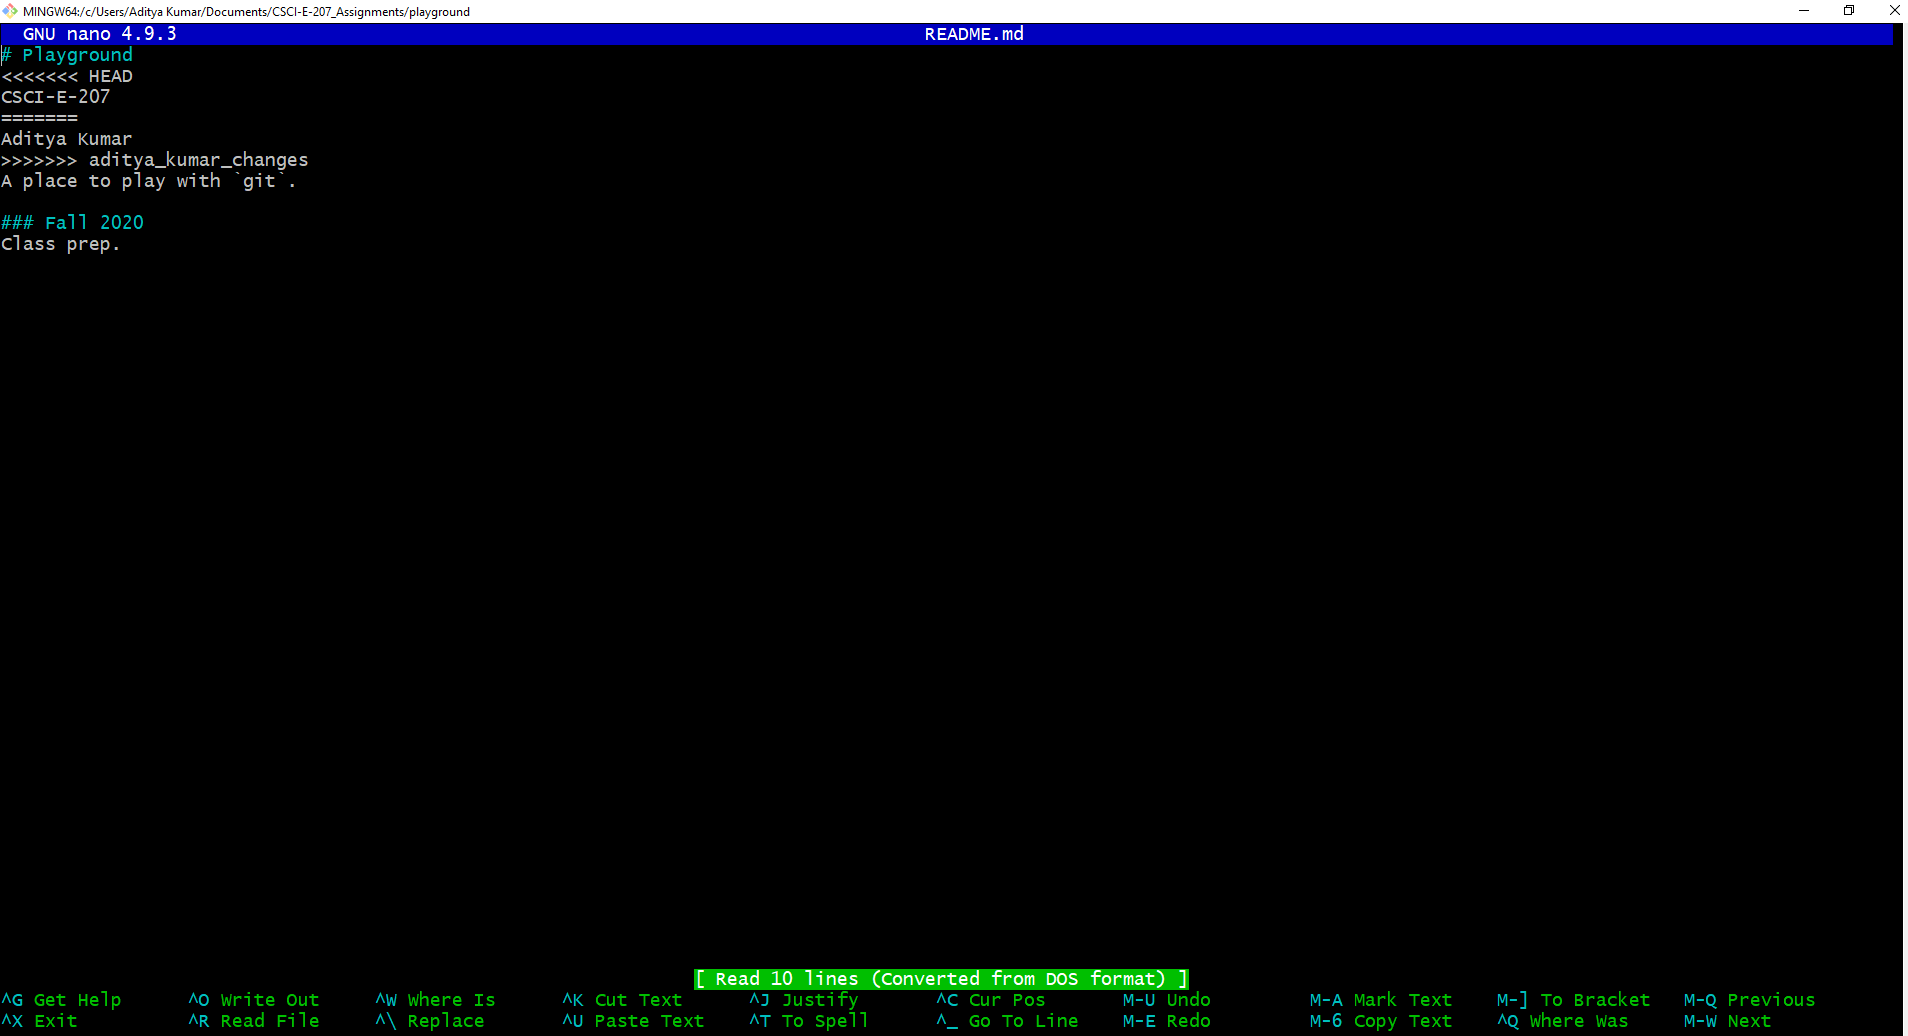 MINGW64:/c/Users/Aditya Kumar/Documents/CSCI-E-207_Assignments/playground
GNU nano 4.9.3 README.md
# Playground
<<<<<<< HEAD
CSCI-E-207
=======
Aditya Kumar
>>>>>>> aditya_kumar_changes
A place to play with `git`.

### Fall 2020
Class prep.
[ Read 10 lines (Converted from DOS format) ]
^G Get Help ^O Write Out ^W Where Is ^K Cut Text ^J Justify ^C Cur Pos M-U Undo M-A Mark Text M-] To Bracket M-Q Previous
^X Exit ^R Read File ^\ Replace ^U Paste Text ^T To Spell ^_ Go To Line M-E Redo M-6 Copy Text ^Q Where Was M-W Next